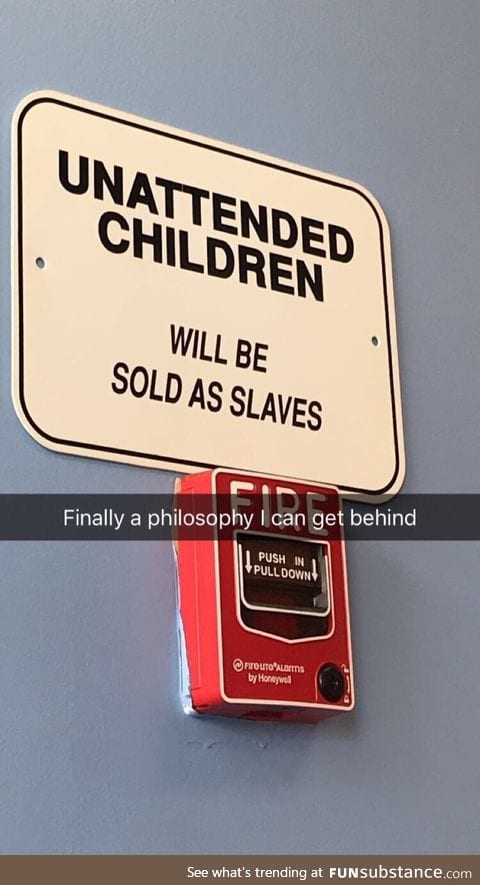 UNATTENDED
CHILDREN
WILL BE
SOLD AS SLAVES
FIRE
Finally a philosophy I can get behind
PUSH IN
PULL DOWN
FIRE-LITE® ALARMS
by Honeywell
See what's trending at FUNsubstance.com